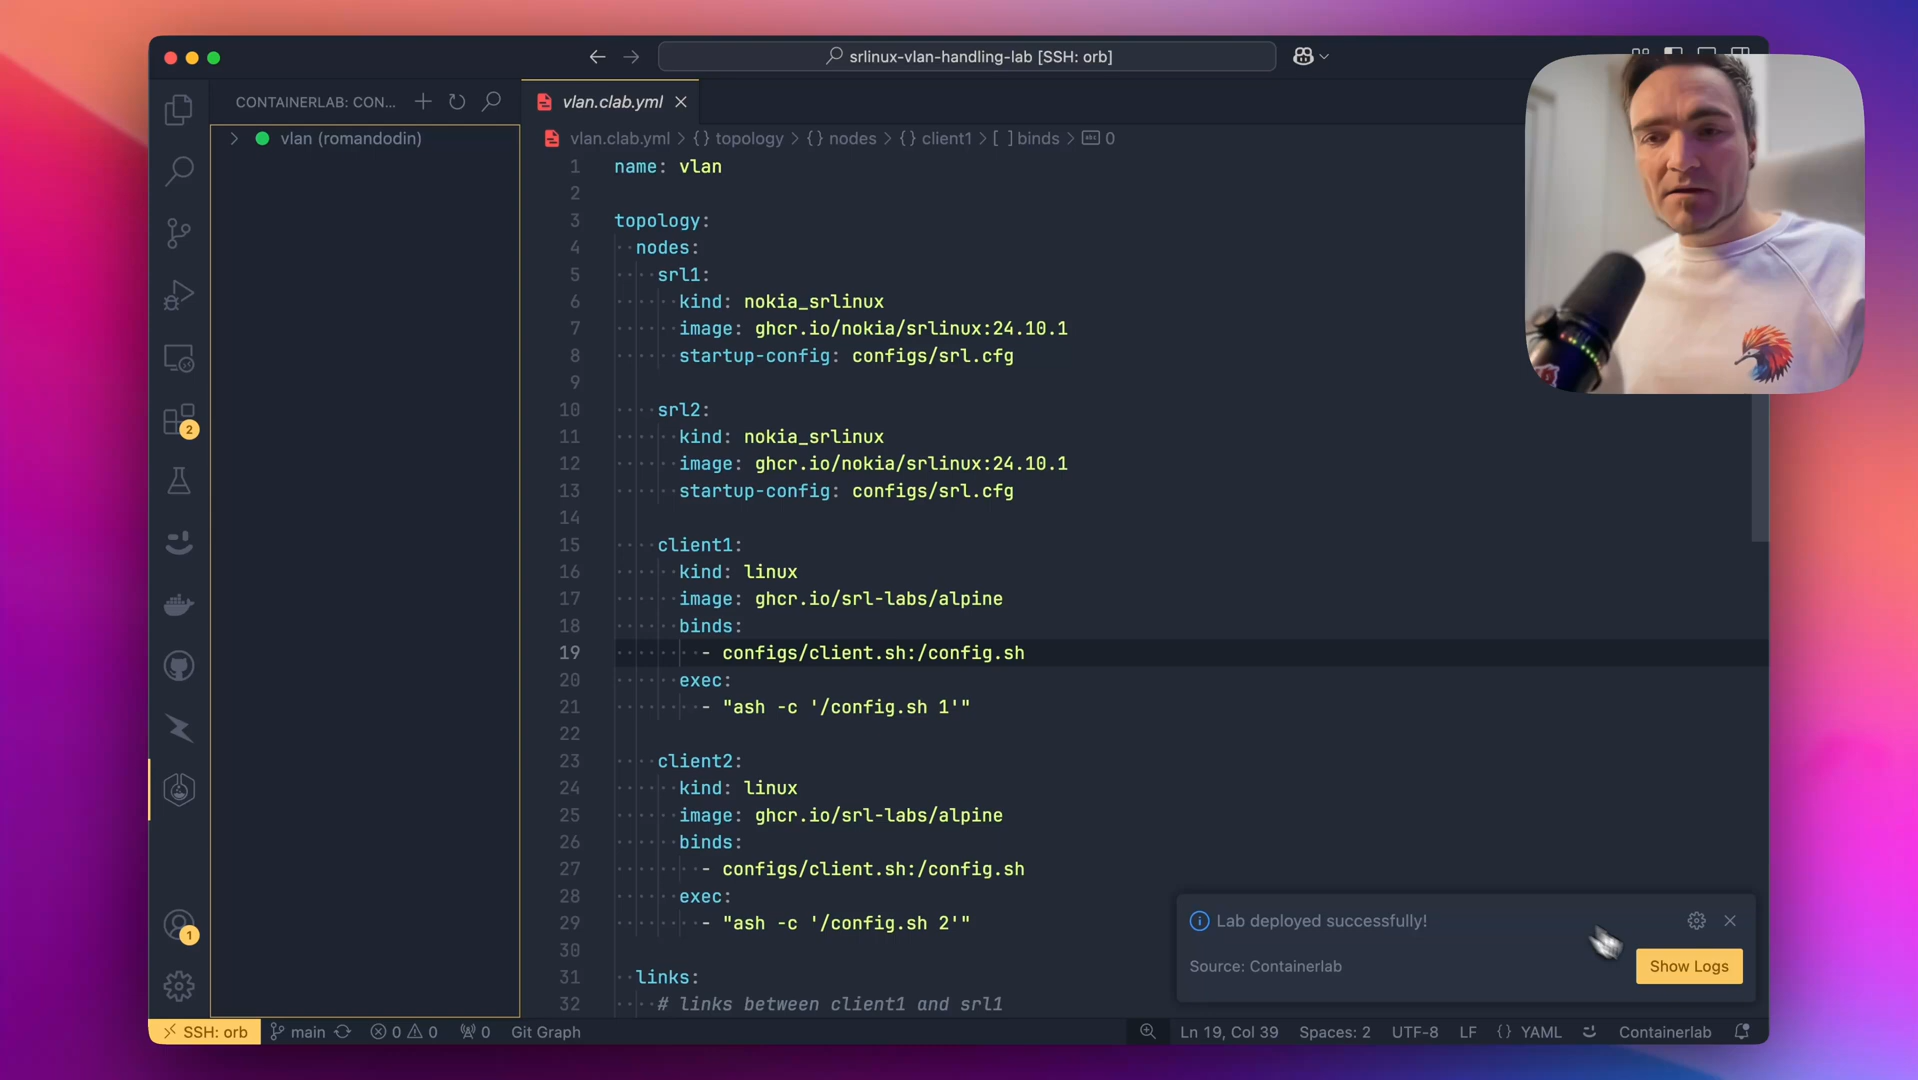 srlinux-vlan-handling-lab [SSH: orb]
CONTAINERLAB: CON...
vlan.clab.yml
vlan (romandodin)
vlan.clab.yml > {} topology > {} nodes > {} client1 > [ ] binds > abc 0
1 name: vlan
2
3 topology:
4 nodes:
5 srl1:
6 kind: nokia_srlinux
7 image: ghcr.io/nokia/srlinux:24.10.1
8 startup-config: configs/srl.cfg
9
10 srl2:
11 kind: nokia_srlinux
12 image: ghcr.io/nokia/srlinux:24.10.1
13 startup-config: configs/srl.cfg
14
15 client1:
16 kind: linux
17 image: ghcr.io/srl-labs/alpine
18 binds:
19 - configs/client.sh:/config.sh
20 exec:
21 - "ash -c '/config.sh 1'"
22
23 client2:
24 kind: linux
25 image: ghcr.io/srl-labs/alpine
26 binds:
27 - configs/client.sh:/config.sh
28 exec:
29 - "ash -c '/config.sh 2'"
30
31 links:
32 # links between client1 and srl1
2
1
Lab deployed successfully!
Source: Containerlab
Show Logs
SSH: orb
main
0 0
0
Git Graph
Ln 19, Col 39
Spaces: 2
UTF-8
LF
{} YAML
Containerlab